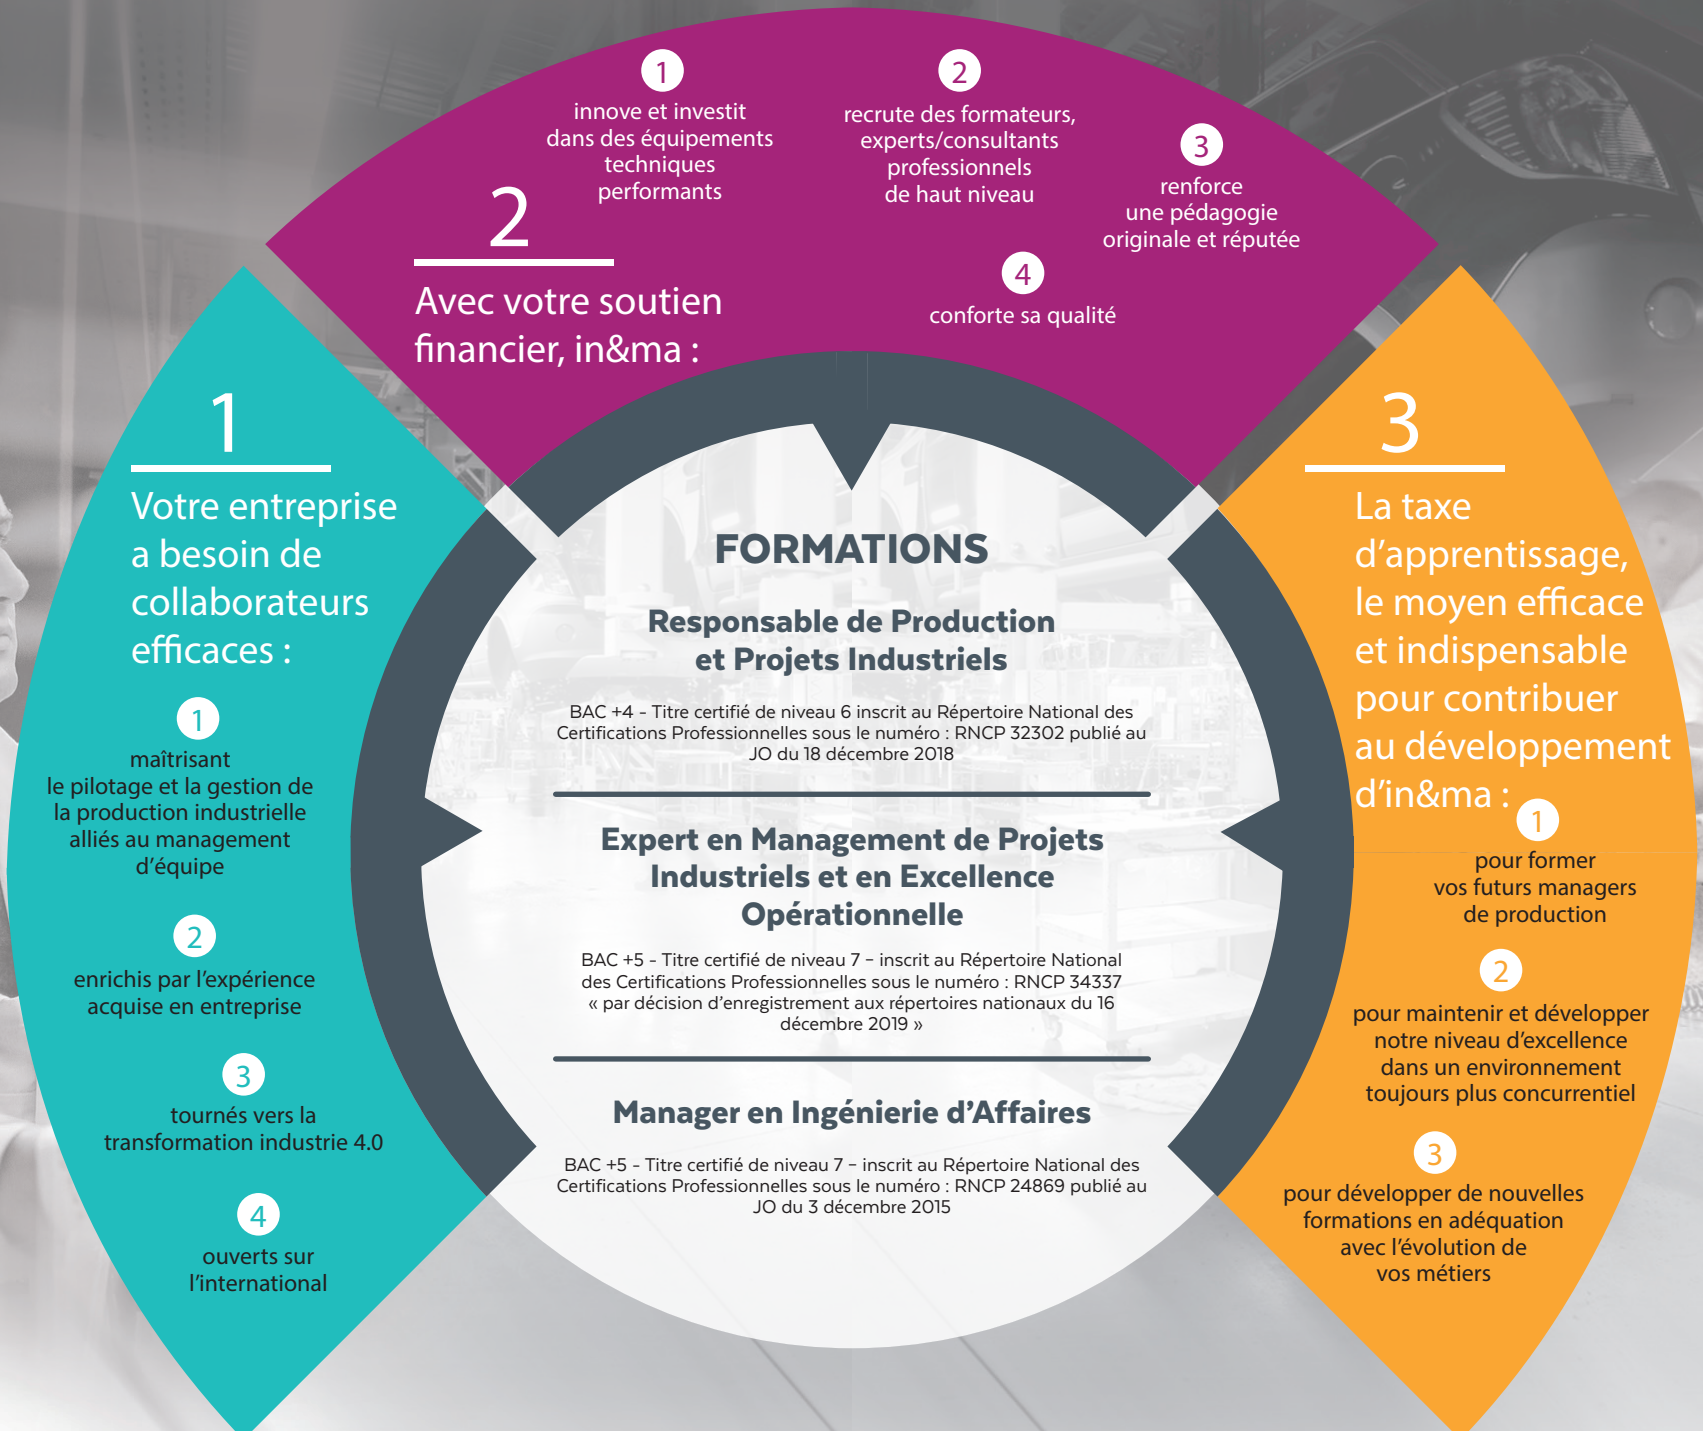 1
Votre entreprise
a besoin de
collaborateurs
efficaces :
1
maîtrisant
le pilotage et la gestion de
la production industrielle
alliés au management
d'équipe
2
enrichis par l'expérience
acquise en entreprise
3
tournés vers la
transformation industrie 4.0
4
ouverts sur
l'international
2
Avec votre soutien
financier, in&ma :
1
innove et investit
dans des équipements
techniques
performants
2
recrute des formateurs,
experts/consultants
professionnels
de haut niveau
3
renforce
une pédagogie
originale et réputée
4
conforte sa qualité
3
La taxe
d'apprentissage,
le moyen efficace
et indispensable
pour contribuer
au développement
d'in&ma :
1
pour former
vos futurs managers
de production
2
pour maintenir et développer
notre niveau d'excellence
dans un environnement
toujours plus concurrentiel
3
pour développer de nouvelles
formations en adéquation
avec l'évolution de
vos métiers
FORMATIONS
Responsable de Production
et Projets Industriels
BAC +4 - Titre certifié de niveau 6 inscrit au Répertoire National des
Certifications Professionnelles sous le numéro : RNCP 32302 publié au
JO du 18 décembre 2018
Expert en Management de Projets
Industriels et en Excellence
Opérationnelle
BAC +5 - Titre certifié de niveau 7 – inscrit au Répertoire National
des Certifications Professionnelles sous le numéro : RNCP 34337
« par décision d'enregistrement aux répertoires nationaux du 16
décembre 2019 »
Manager en Ingénierie d'Affaires
BAC +5 - Titre certifié de niveau 7 – inscrit au Répertoire National des
Certifications Professionnelles sous le numéro : RNCP 24869 publié au
JO du 3 décembre 2015